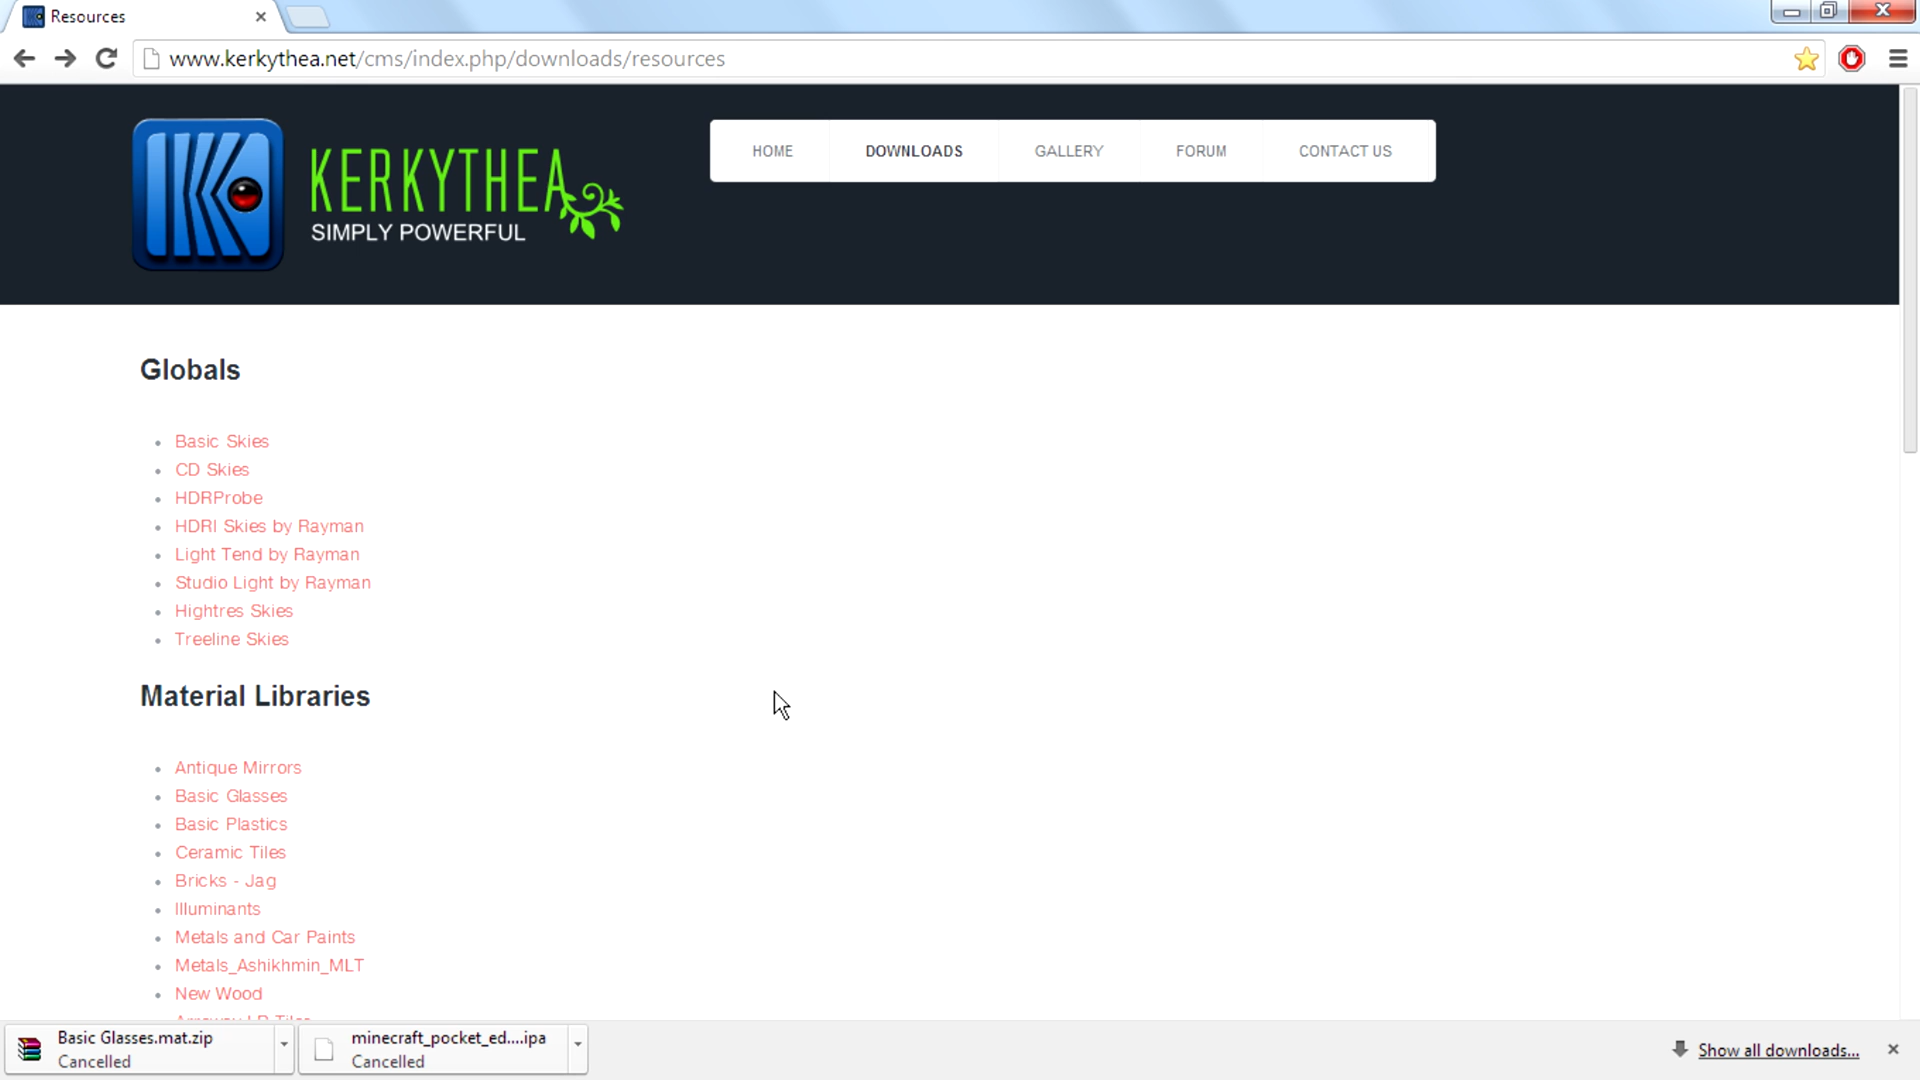 Resources
www.kerkythea.net/cms/index.php/downloads/resources
KERKYTHEA
SIMPLY POWERFUL
HOME
DOWNLOADS
GALLERY
FORUM
CONTACT US
Globals
Basic Skies
CD Skies
HDRProbe
HDRI Skies by Rayman
Light Tend by Rayman
Studio Light by Rayman
Hightres Skies
Treeline Skies
Material Libraries
Antique Mirrors
Basic Glasses
Basic Plastics
Ceramic Tiles
Bricks - Jag
Illuminants
Metals and Car Paints
Metals_Ashikhmin_MLT
New Wood
Basic Glasses.mat.zip
Cancelled
minecraft_pocket_ed....ipa
Cancelled
Show all downloads...